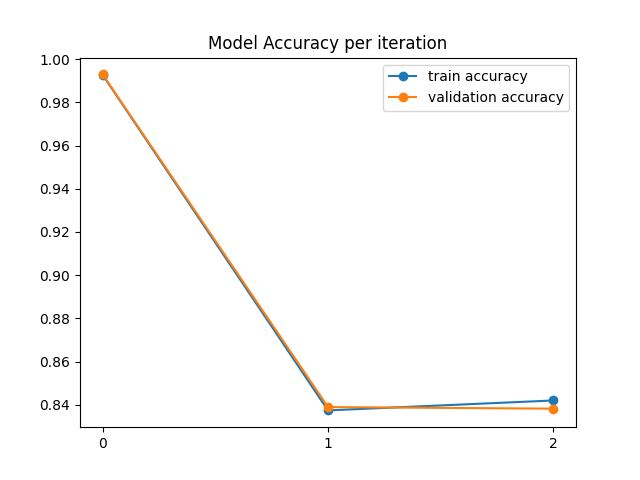 Model Accuracy per iteration
train accuracy
validation accuracy
1.00
0.98
0.96
0.94
0.92
0.90
0.88
0.86
0.84
0 1 2